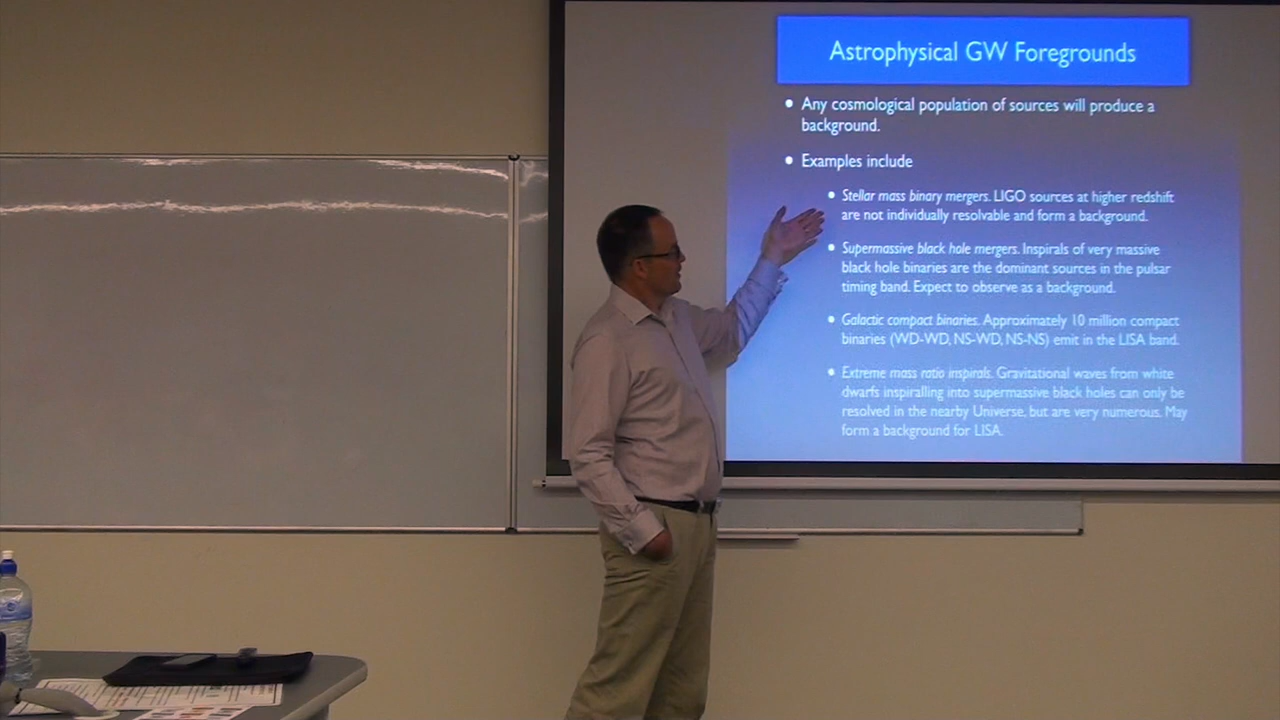 Astrophysical GW Foregrounds
• Any cosmological population of sources will produce a
background.
• Examples include
• Stellar mass binary mergers. LIGO sources at higher redshift
are not individually resolvable and form a background.
• Supermassive black hole mergers. Inspirals of very massive
black hole binaries are the dominant sources in the pulsar
timing band. Expect to observe as a background.
• Galactic compact binaries. Approximately 10 million compact
binaries (WD-WD, NS-WD, NS-NS) emit in the LISA band.
• Extreme mass ratio inspirals. Gravitational waves from white
dwarfs inspiralling into supermassive black holes can only be
resolved in the nearby Universe, but are very numerous. May
form a background for LISA.